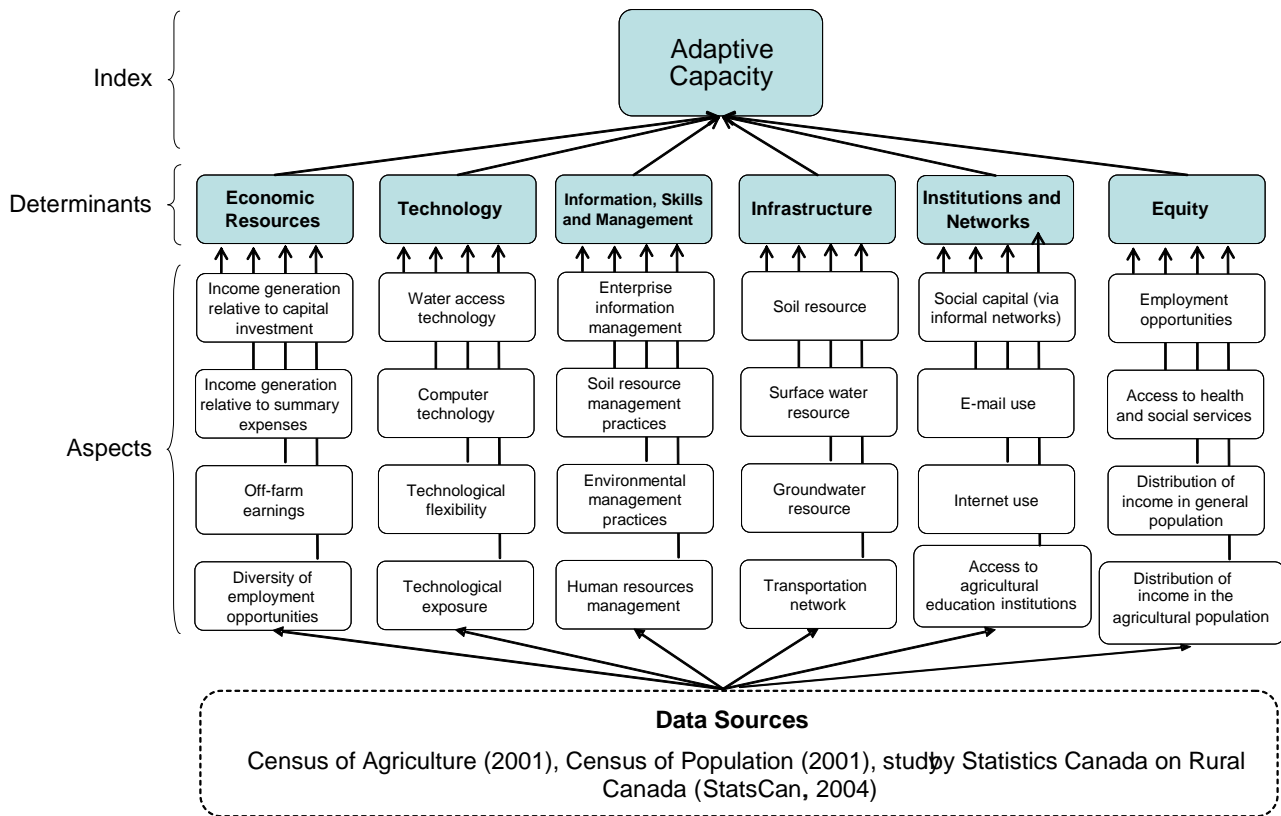 Adaptive
Capacity
Index
Determinants
Economic
Resources
Technology
Information, Skills
and Management
Infrastructure
Institutions and
Networks
Equity
Aspects
Income generation
relative to capital
investment
Water access
technology
Enterprise
information
management
Soil resource
Social capital (via
informal networks)
Employment
opportunities
Income generation
relative to summary
expenses
Computer
technology
Soil resource
management
practices
Surface water
resource
E-mail use
Access to health
and social services
Off-farm
earnings
Technological
flexibility
Environmental
management
practices
Groundwater
resource
Internet use
Distribution of
income in general
population
Diversity of
employment
opportunities
Technological
exposure
Human resources
management
Transportation
network
Access to
agricultural
education institutions
Distribution of
income in the
agricultural population
Data Sources
Census of Agriculture (2001), Census of Population (2001), study by Statistics Canada on Rural
Canada (StatsCan, 2004)